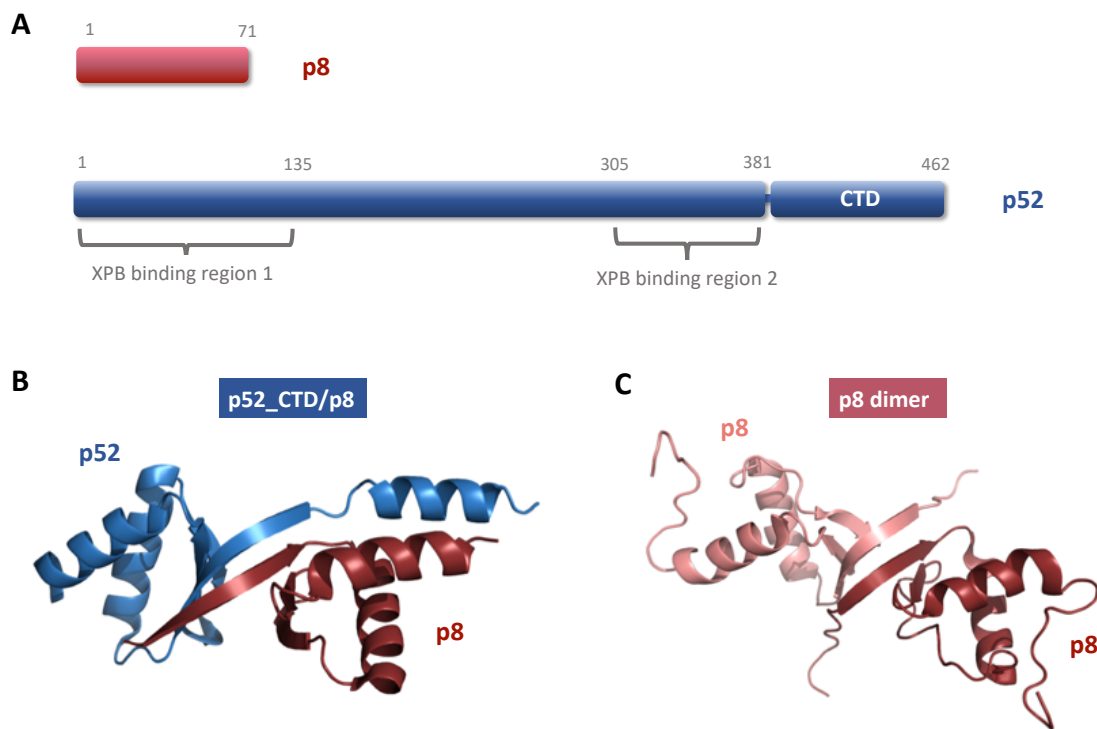 A
1 71
p8
1 135 305 381 462
CTD
p52
XPB binding region 1
XPB binding region 2
B
p52_CTD/p8
p52
p8
C
p8 dimer
p8
p8